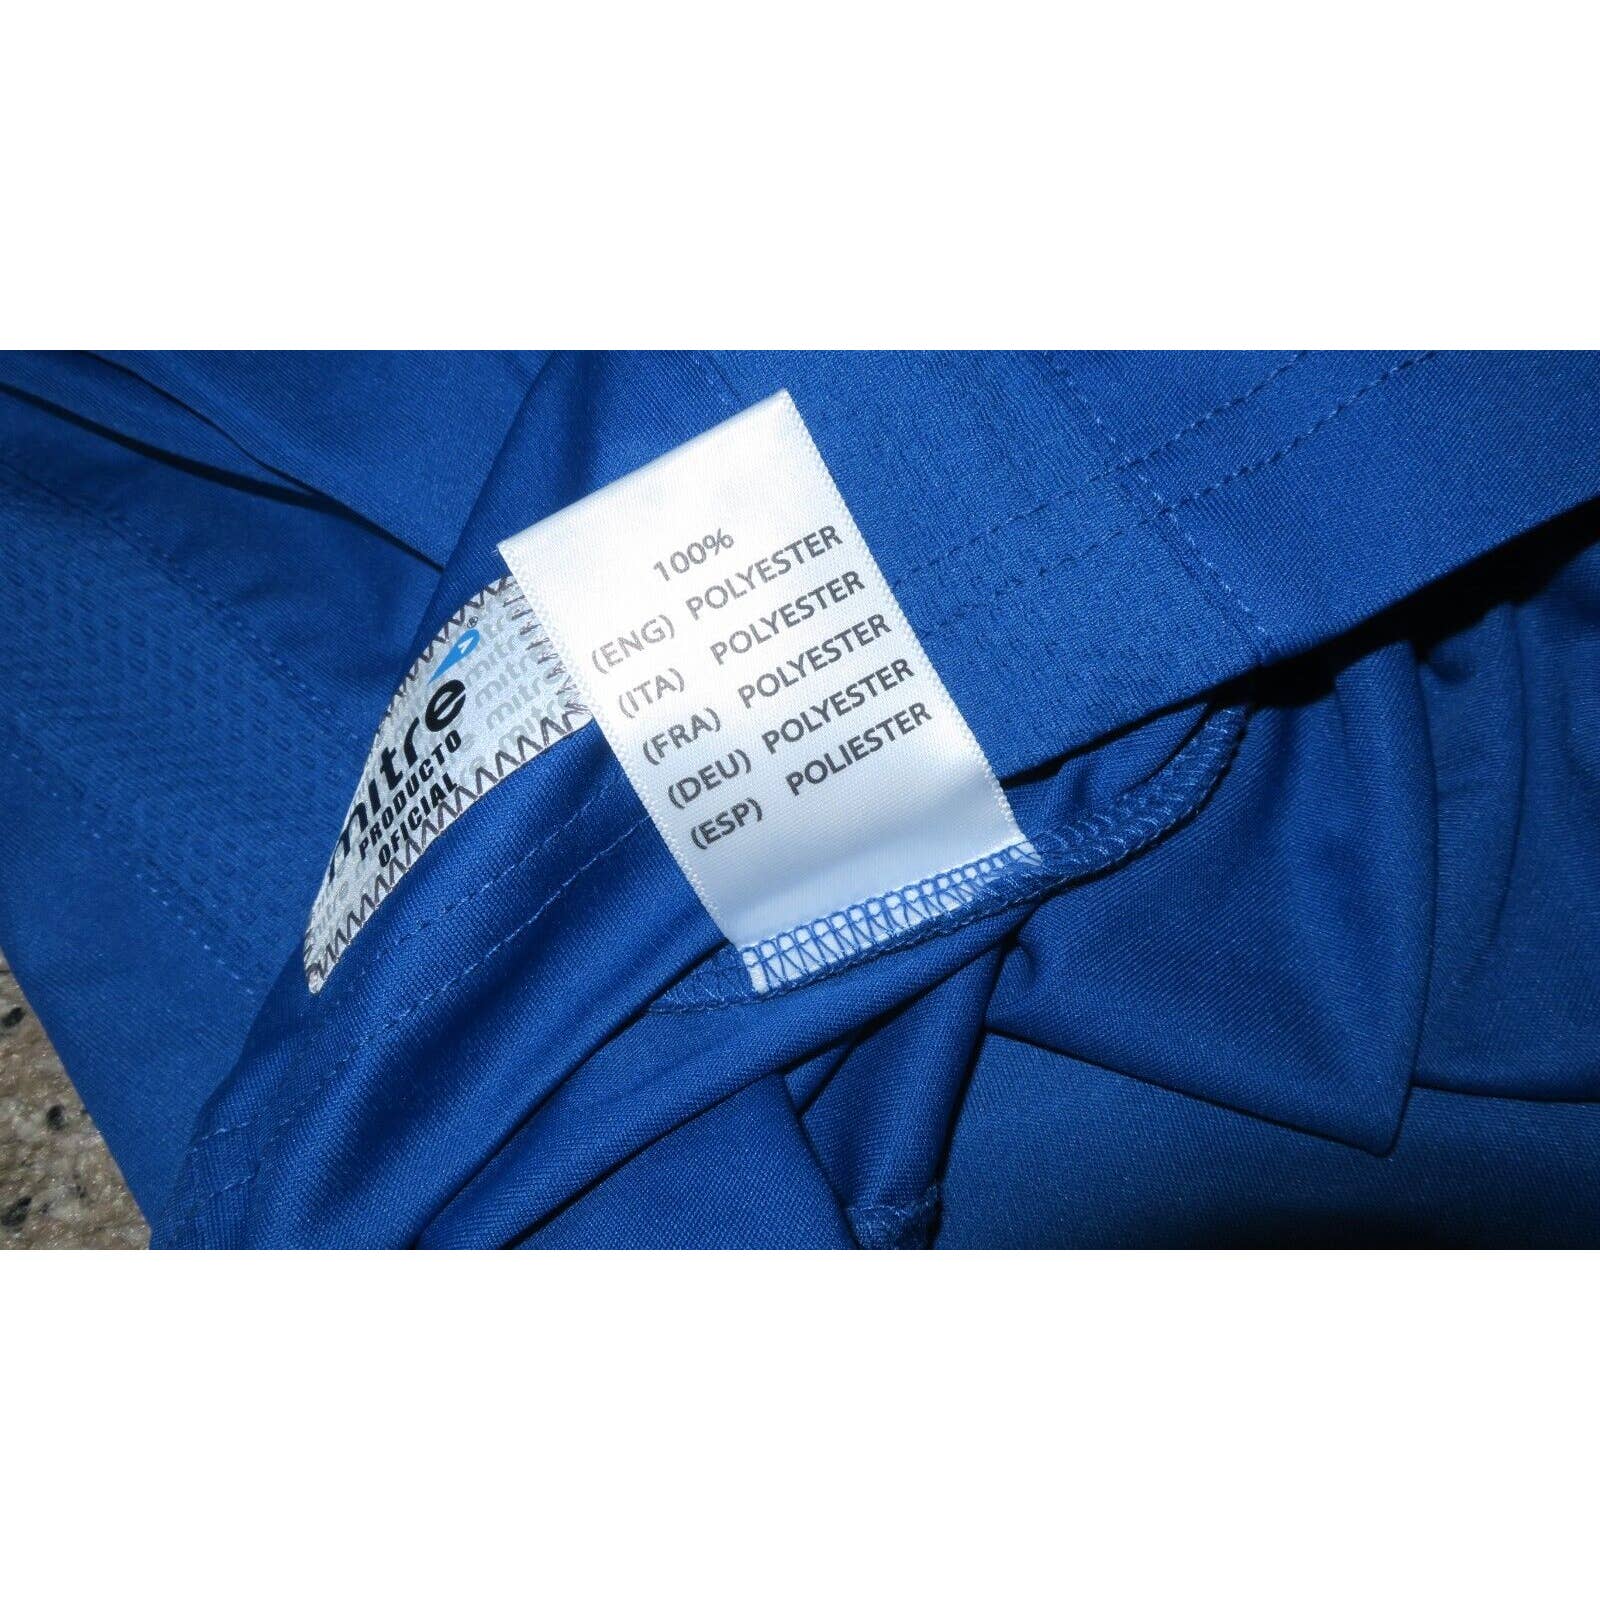 100%
(ENG) POLYESTER
(ITA) POLYESTER
(FRA) POLYESTER
(DEU) POLYESTER
(ESP) POLIESTER
mitre®
PRODUCTO
OFICIAL